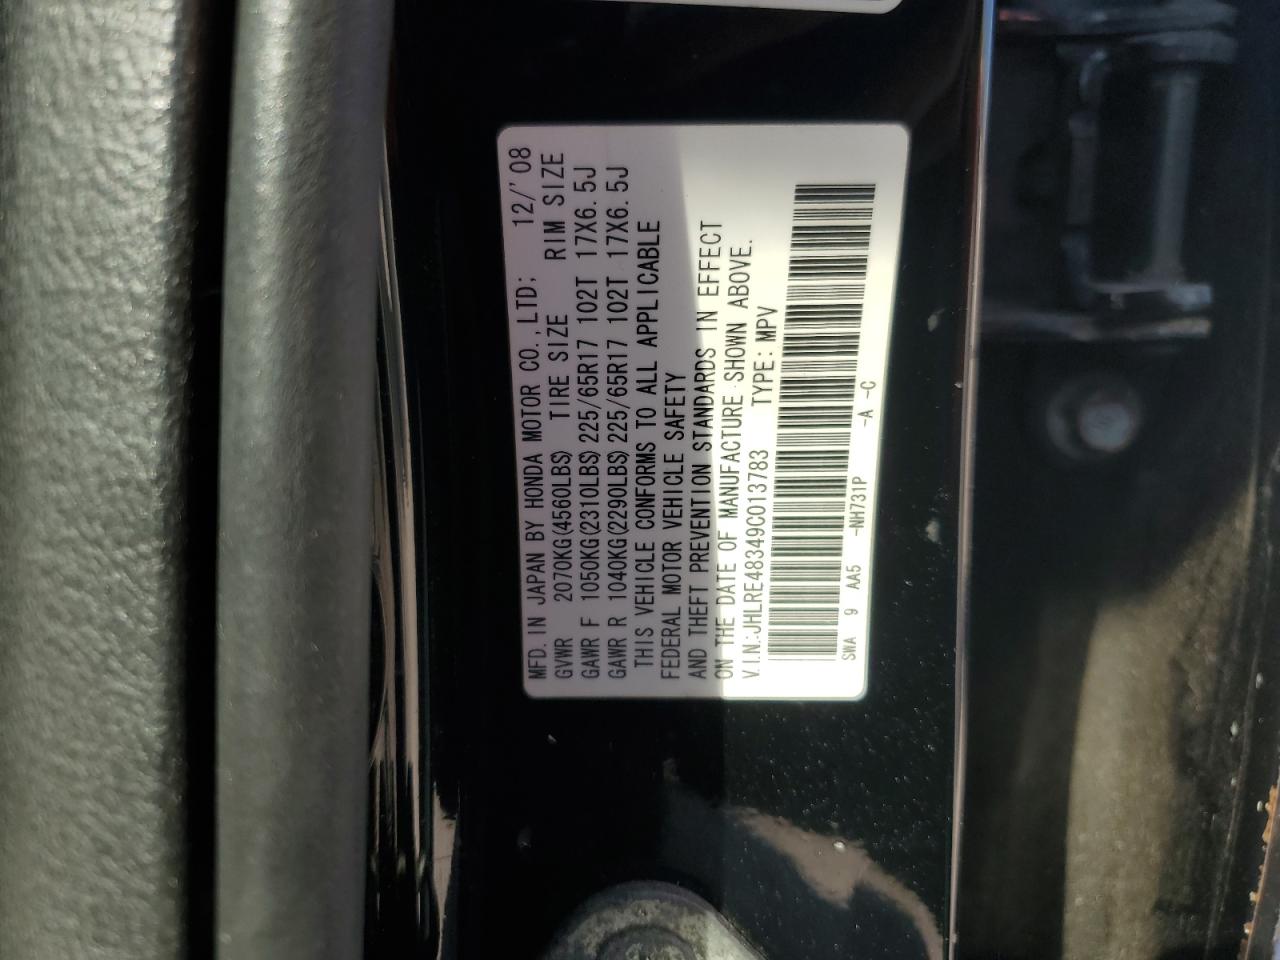 MFD. IN JAPAN BY HONDA MOTOR CO., LTD; 12/'08
GVWR 2070KG(4560LBS) TIRE SIZE RIM SIZE
GAWR F 1050KG(2310LBS) 225/65R17 102T 17X6.5J
GAWR R 1040KG(2290LBS) 225/65R17 102T 17X6.5J
THIS VEHICLE CONFORMS TO ALL APPLICABLE
FEDERAL MOTOR VEHICLE SAFETY
AND THEFT PREVENTION STANDARDS IN EFFECT
ON THE DATE OF MANUFACTURE SHOWN ABOVE.
V.I.N.:JHLRE48349C013783 TYPE:MPV
SWA 9 AA5 -NH731P -A -C